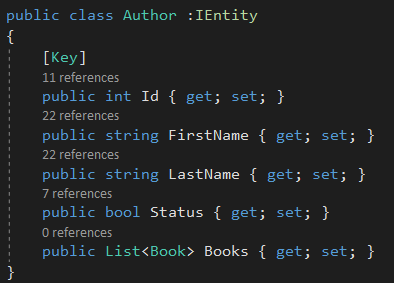 public class Author :IEntity
{
[Key]
11 references
public int Id { get; set; }
22 references
public string FirstName { get; set; }
22 references
public string LastName { get; set; }
7 references
public bool Status { get; set; }
0 references
public List<Book> Books { get; set; }
}